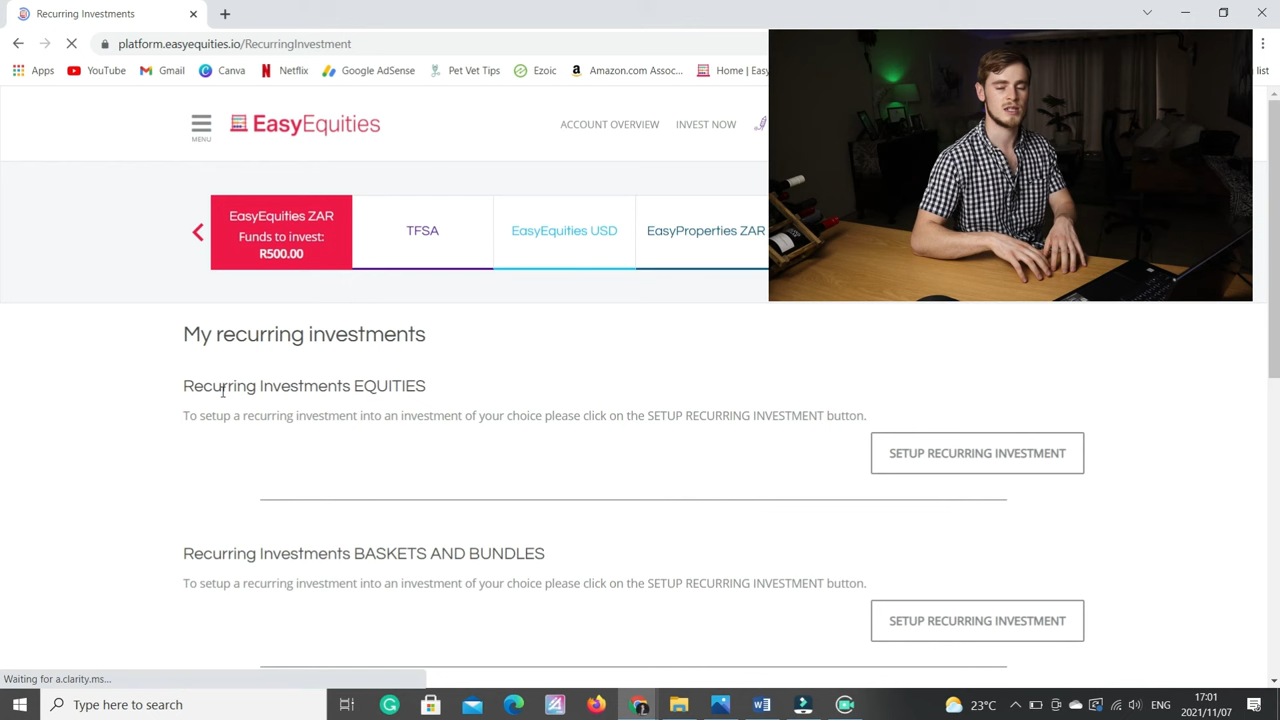 Recurring Investments
platform.easyequities.io/RecurringInvestment
Apps YouTube Gmail Canva Netflix Google AdSense Pet Vet Tips Ezoic Amazon.com Assoc... Home | Easy list
MENU
EasyEquities
ACCOUNT OVERVIEW INVEST NOW
EasyEquities ZAR
Funds to invest:
R500.00
TFSA
EasyEquities USD
EasyProperties ZAR
My recurring investments
Recurring Investments EQUITIES
To setup a recurring investment into an investment of your choice please click on the SETUP RECURRING INVESTMENT button.
SETUP RECURRING INVESTMENT
Recurring Investments BASKETS AND BUNDLES
To setup a recurring investment into an investment of your choice please click on the SETUP RECURRING INVESTMENT button.
SETUP RECURRING INVESTMENT
Waiting for a.clarity.ms...
Type here to search
23°C
ENG
17:01
2021/11/07